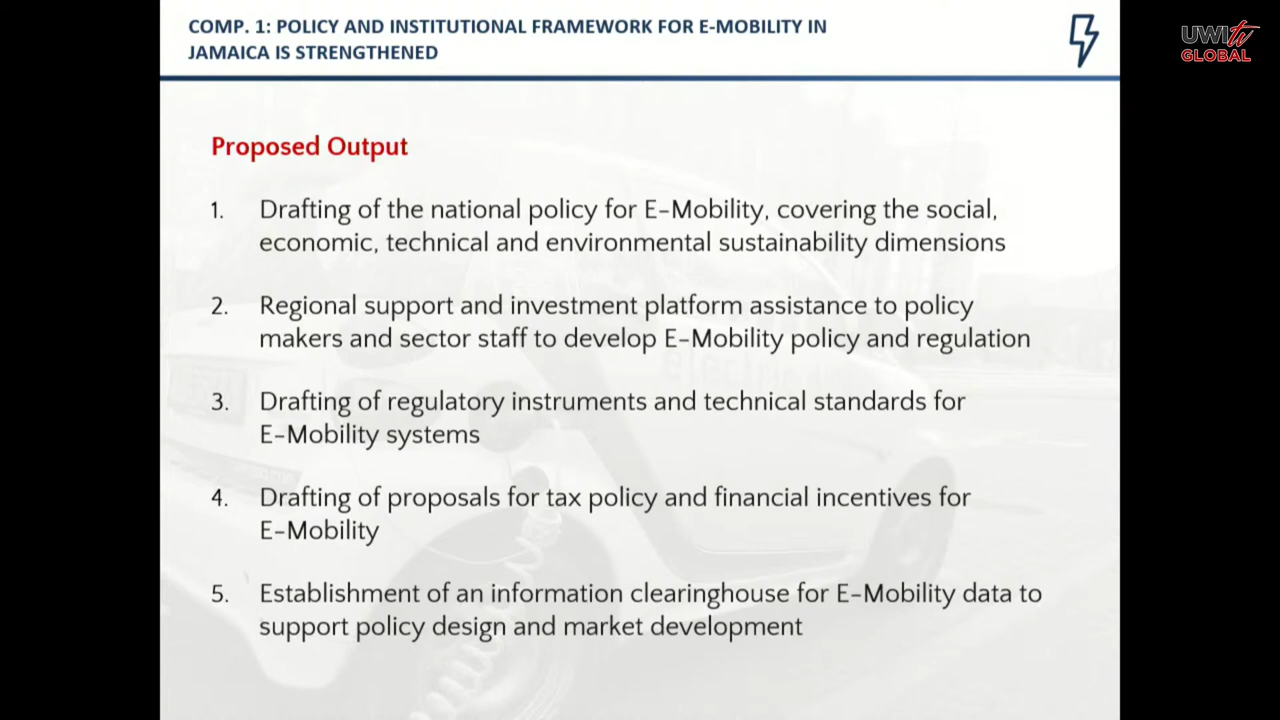 COMP. 1: POLICY AND INSTITUTIONAL FRAMEWORK FOR E-MOBILITY IN
JAMAICA IS STRENGTHENED
UWItv
GLOBAL
Proposed Output
1. Drafting of the national policy for E-Mobility, covering the social,
economic, technical and environmental sustainability dimensions
2. Regional support and investment platform assistance to policy
makers and sector staff to develop E-Mobility policy and regulation
3. Drafting of regulatory instruments and technical standards for
E-Mobility systems
4. Drafting of proposals for tax policy and financial incentives for
E-Mobility
5. Establishment of an information clearinghouse for E-Mobility data to
support policy design and market development